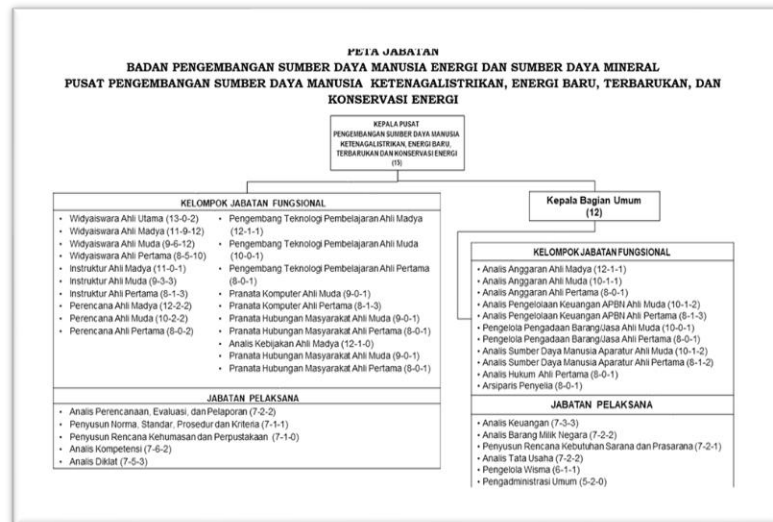 PETA JABATAN
BADAN PENGEMBANGAN SUMBER DAYA MANUSIA ENERGI DAN SUMBER DAYA MINERAL
PUSAT PENGEMBANGAN SUMBER DAYA MANUSIA KETENAGALISTRIKAN, ENERGI BARU, TERBARUKAN, DAN
KONSERVASI ENERGI
KEPALA PUSAT
PENGEMBANGAN SUMBER DAYA MANUSIA
KETENAGALISTRIKAN, ENERGI BARU,
TERBARUKAN DAN KONSERVASI ENERGI
(15)
KELOMPOK JABATAN FUNGSIONAL
• Widyaiswara Ahli Utama (13-0-2)
• Widyaiswara Ahli Madya (11-9-12)
• Widyaiswara Ahli Muda (9-6-12)
• Widyaiswara Ahli Pertama (8-5-10)
• Instruktur Ahli Madya (11-0-1)
• Instruktur Ahli Muda (9-3-3)
• Instruktur Ahli Pertama (8-1-3)
• Perencana Ahli Madya (12-2-2)
• Perencana Ahli Muda (10-2-2)
• Perencana Ahli Pertama (8-0-2)
• Pengembang Teknologi Pembelajaran Ahli Madya
(12-1-1)
• Pengembang Teknologi Pembelajaran Ahli Muda
(10-0-1)
• Pengembang Teknologi Pembelajaran Ahli Pertama
(8-0-1)
• Pranata Komputer Ahli Muda (9-0-1)
• Pranata Komputer Ahli Pertama (8-1-3)
• Pranata Hubungan Masyarakat Ahli Muda (9-0-1)
• Pranata Hubungan Masyarakat Ahli Pertama (8-0-1)
• Analis Kebijakan Ahli Madya (12-1-0)
• Pranata Hubungan Masyarakat Ahli Muda (9-0-1)
• Pranata Hubungan Masyarakat Ahli Pertama (8-0-1)
JABATAN PELAKSANA
• Analis Perencanaan, Evaluasi, dan Pelaporan (7-2-2)
• Penyusun Norma, Standar, Prosedur dan Kriteria (7-1-1)
• Penyusun Rencana Kehumasan dan Perpustakaan (7-1-0)
• Analis Kompetensi (7-6-2)
• Analis Diklat (7-5-3)
Kepala Bagian Umum
(12)
KELOMPOK JABATAN FUNGSIONAL
• Analis Anggaran Ahli Madya (12-1-1)
• Analis Anggaran Ahli Muda (10-1-1)
• Analis Anggaran Ahli Pertama (8-0-1)
• Analis Pengelolaan Keuangan APBN Ahli Muda (10-1-2)
• Analis Pengelolaan Keuangan APBN Ahli Pertama (8-1-3)
• Pengelola Pengadaan Barang/Jasa Ahli Muda (10-0-1)
• Pengelola Pengadaan Barang/Jasa Ahli Pertama (8-0-1)
• Analis Sumber Daya Manusia Aparatur Ahli Muda (10-1-2)
• Analis Sumber Daya Manusia Aparatur Ahli Pertama (8-1-2)
• Analis Hukum Ahli Pertama (8-0-1)
• Arsiparis Penyelia (8-0-1)
JABATAN PELAKSANA
• Analis Keuangan (7-3-3)
• Analis Barang Milik Negara (7-2-2)
• Penyusun Rencana Kebutuhan Sarana dan Prasarana (7-2-1)
• Analis Tata Usaha (7-2-2)
• Pengelola Wisma (6-1-1)
• Pengadministrasi Umum (5-2-0)